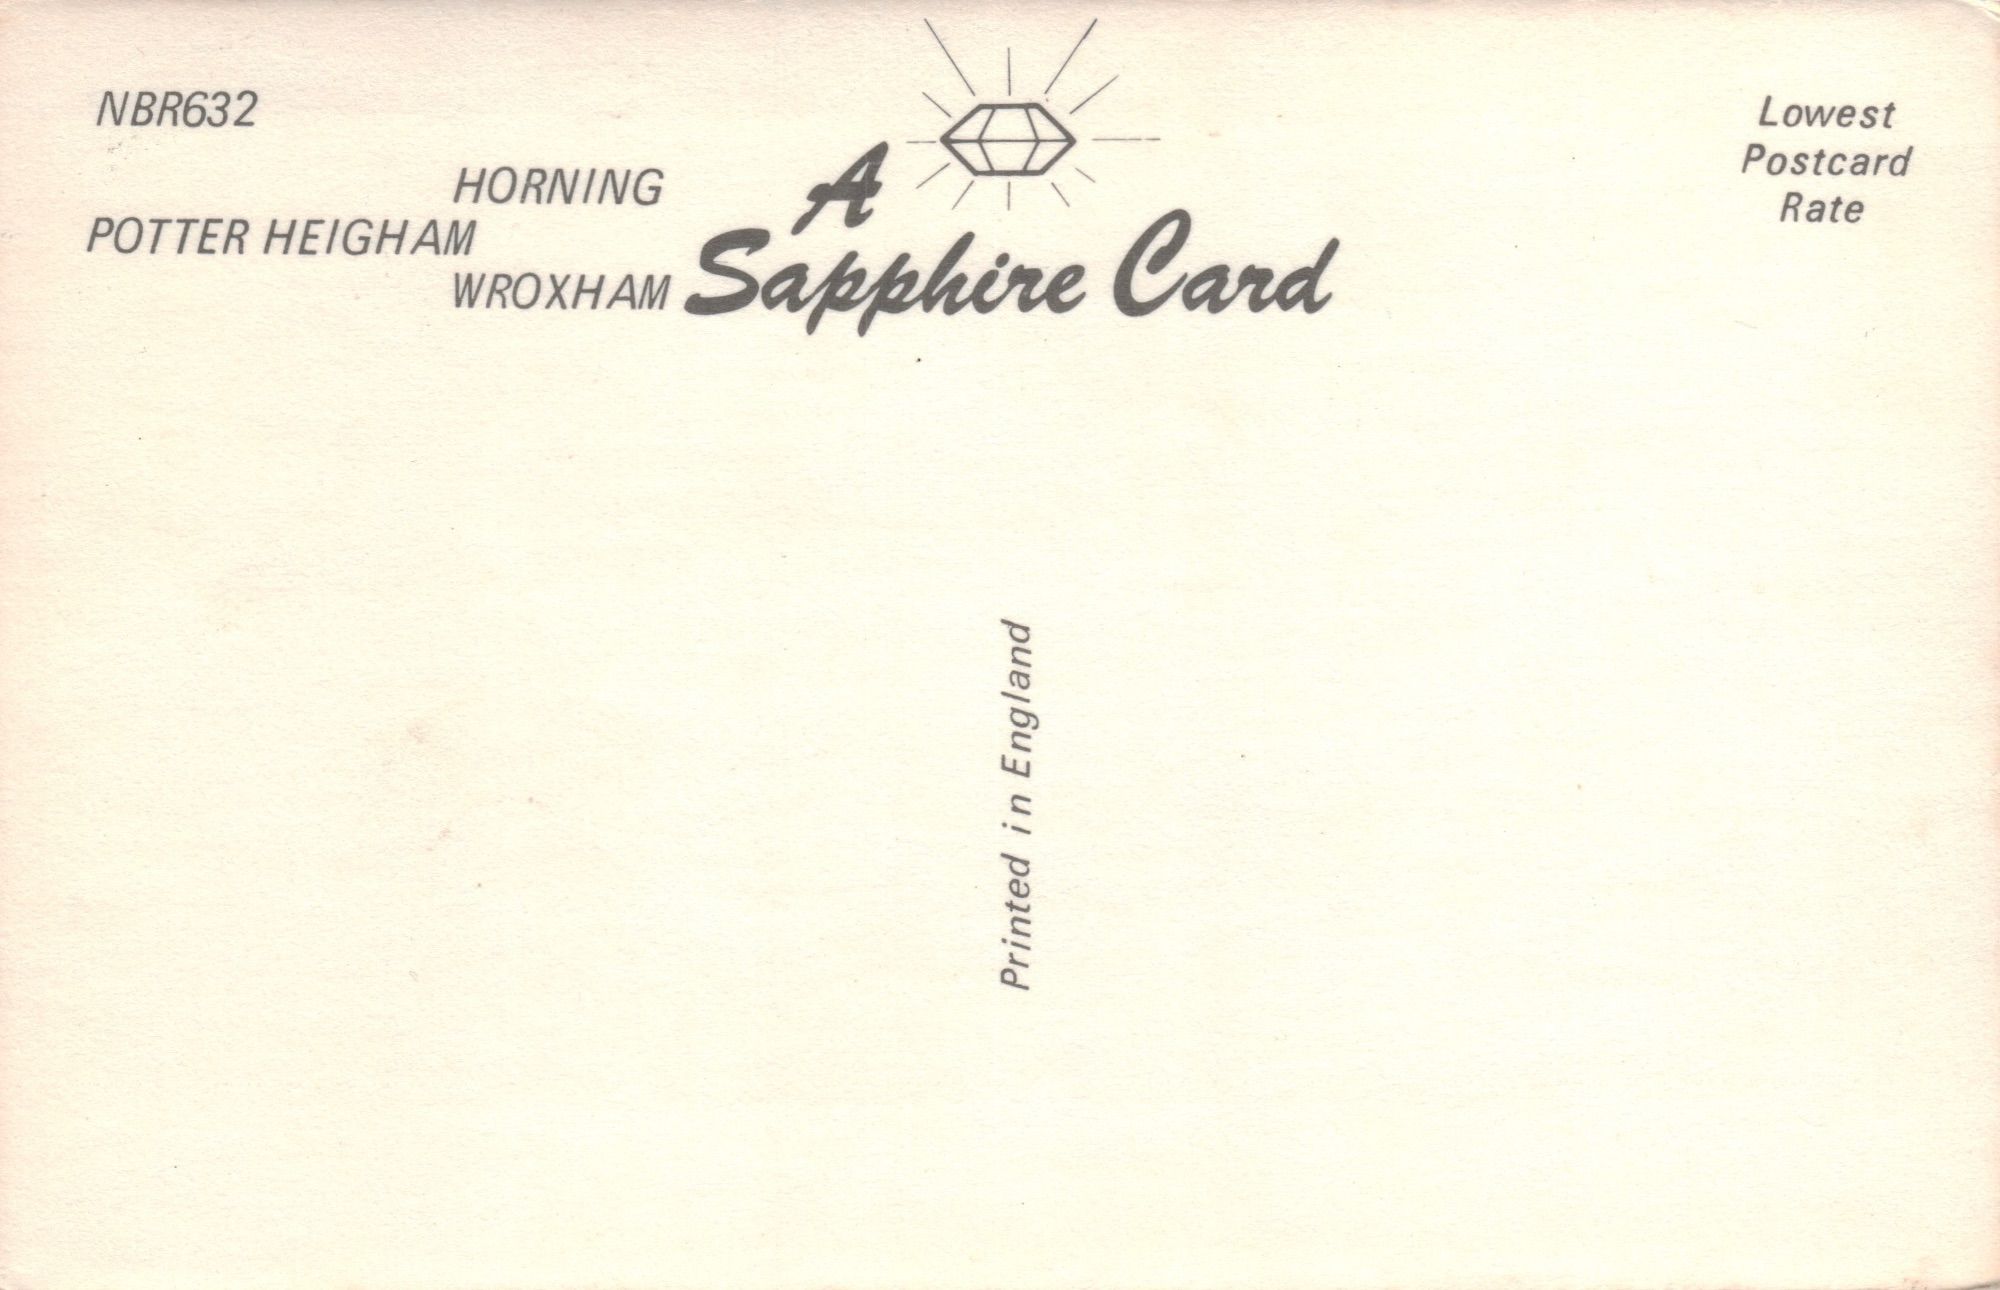 NBR632
HORNING
POTTER HEIGHAM
WROXHAM
A
Sapphire Card
Lowest
Postcard
Rate
Printed in England